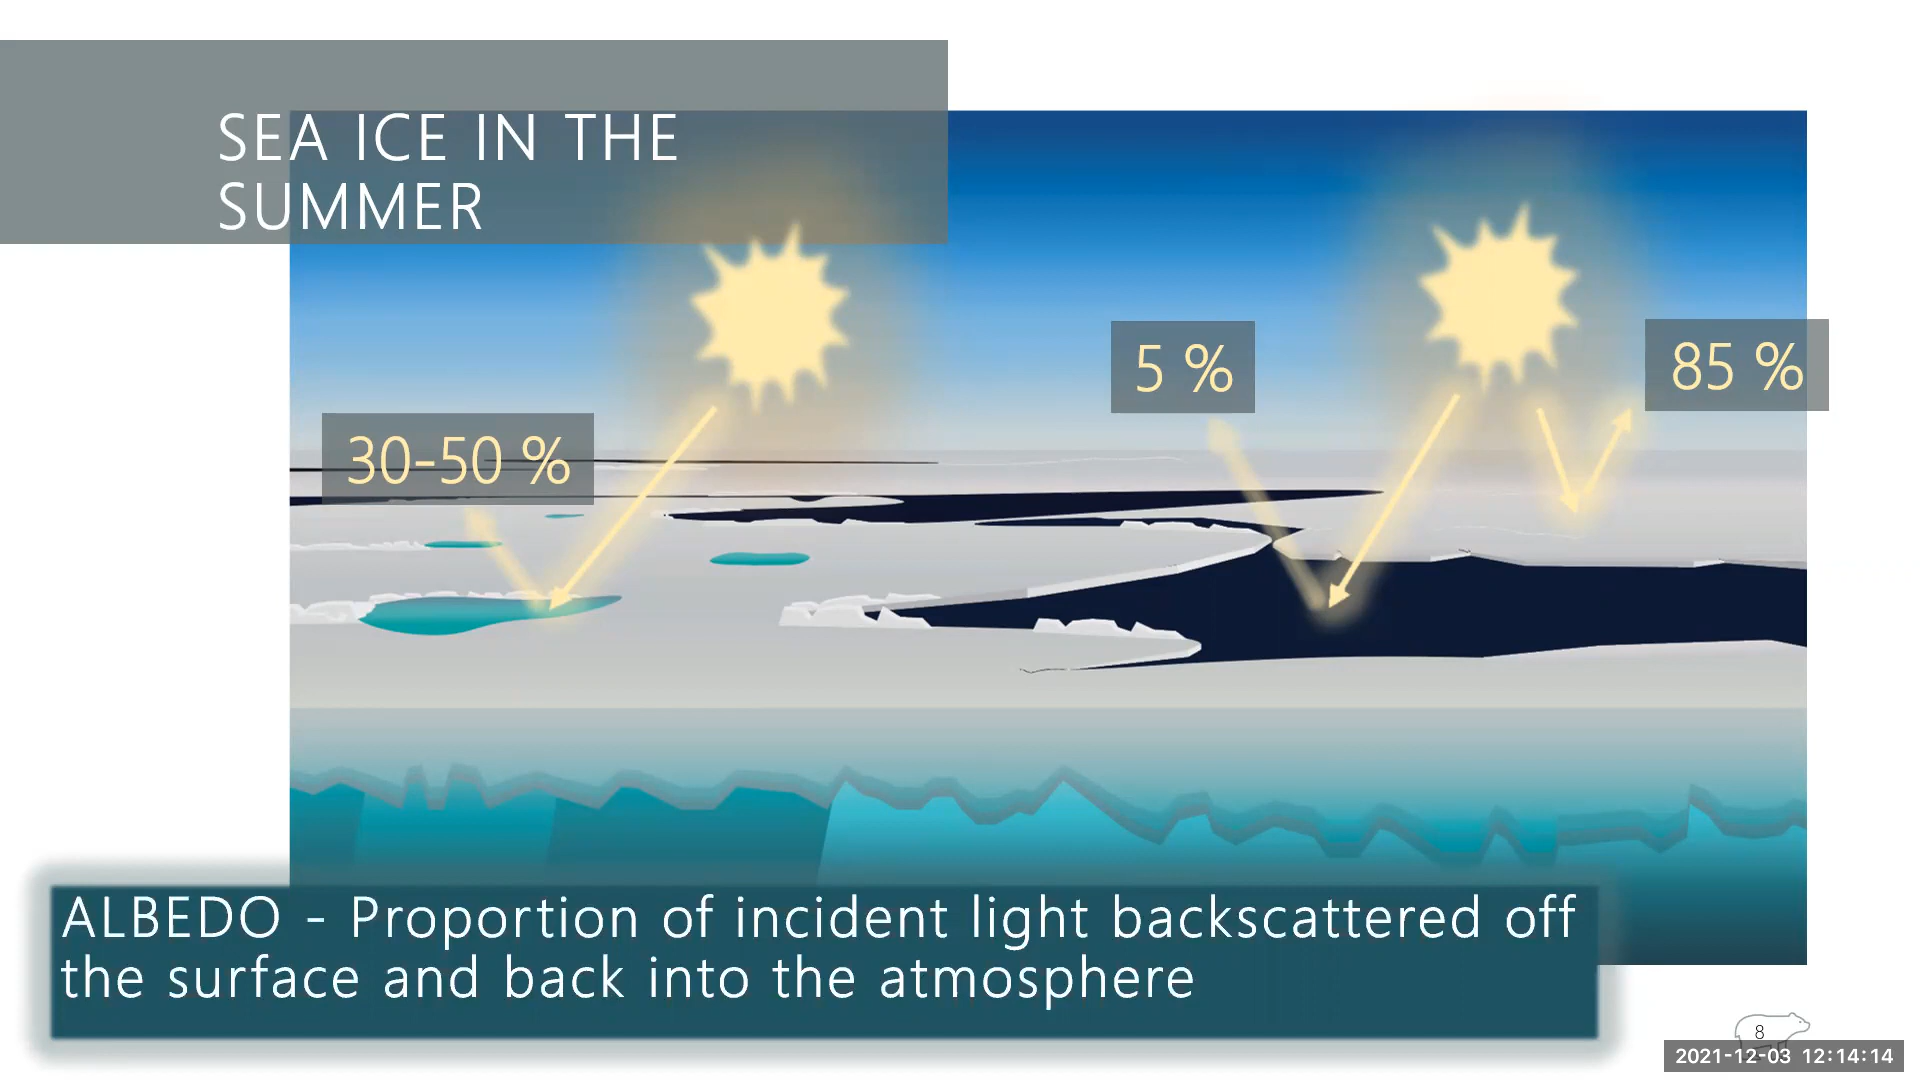 SEA ICE IN THE
SUMMER
30-50 %
5 %
85 %
ALBEDO - Proportion of incident light backscattered off
the surface and back into the atmosphere
8
2021-12-03 12:14:14